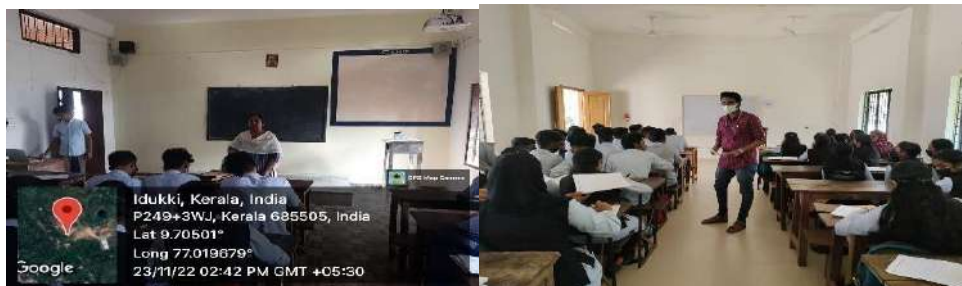 GPS Map Camera
Idukki, Kerala, India
P249+3WJ, Kerala 685505, India
Lat 9.70501°
Long 77.019679°
23/11/22 02:42 PM GMT +05:30
Google